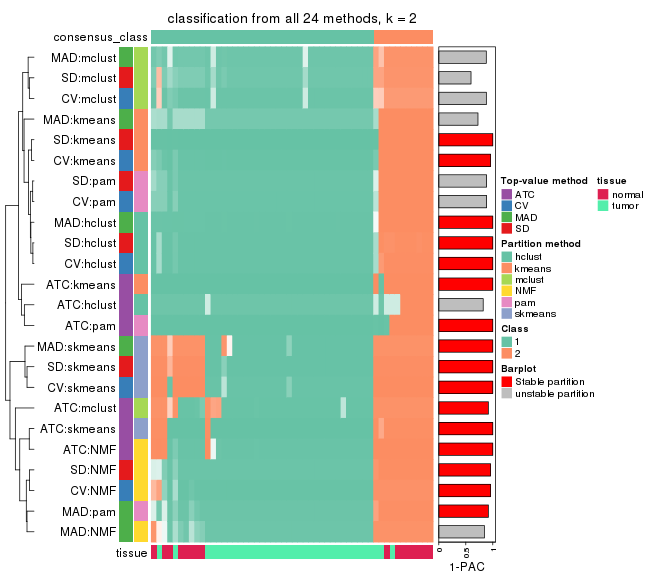 classification from all 24 methods, k = 2
consensus_class
MAD:mclust
SD:mclust
CV:mclust
MAD:kmeans
SD:kmeans
CV:kmeans
SD:pam
CV:pam
MAD:hclust
SD:hclust
CV:hclust
ATC:kmeans
ATC:hclust
ATC:pam
MAD:skmeans
SD:skmeans
CV:skmeans
ATC:mclust
ATC:skmeans
ATC:NMF
SD:NMF
CV:NMF
MAD:pam
MAD:NMF
tissue
0 0.5 1
1-PAC
Top-value method
ATC
CV
MAD
SD
Partition method
hclust
kmeans
mclust
NMF
pam
skmeans
Class
1
2
Barplot
Stable partition
unstable partition
tissue
normal
tumor